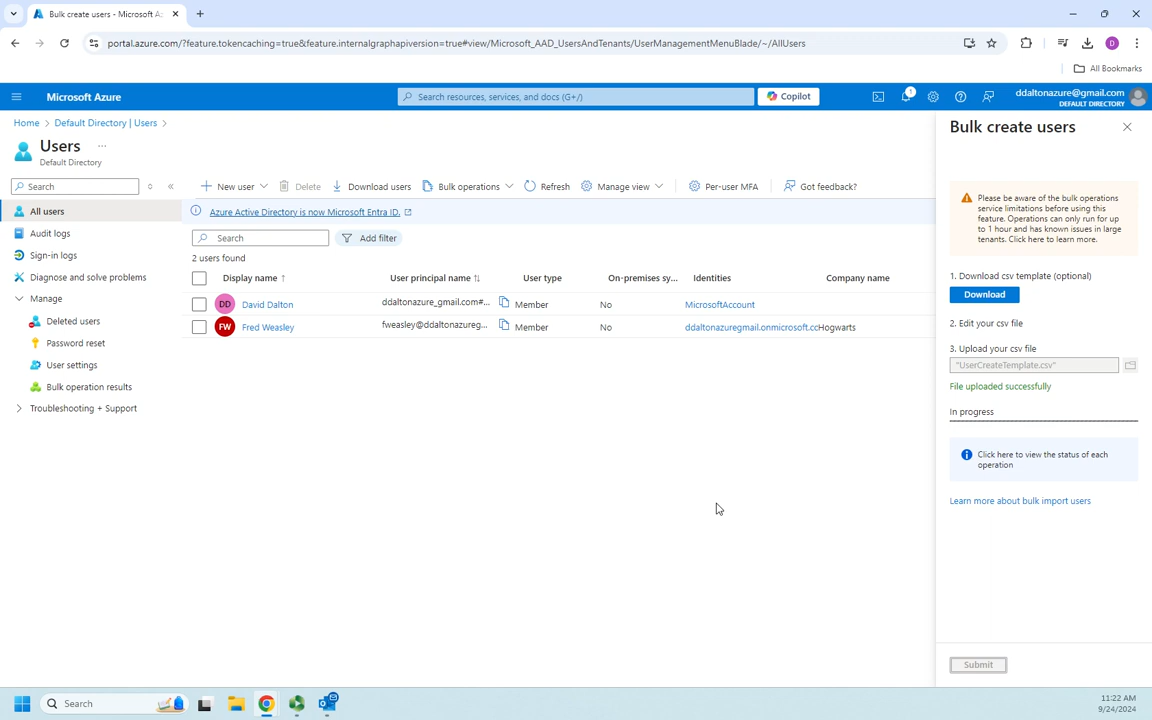 Bulk create users - Microsoft Az
portal.azure.com/?feature.tokencaching=true&feature.internalgraphapiversion=true#view/Microsoft_AAD_UsersAndTenants/UserManagementMenuBlade/~/AllUsers
D
All Bookmarks
Microsoft Azure
Search resources, services, and docs (G+/)
Copilot
1
ddaltonazure@gmail.com
DEFAULT DIRECTORY
Home > Default Directory | Users >
Users ...
Default Directory
Search
All users
Audit logs
Sign-in logs
Diagnose and solve problems
Manage
Deleted users
Password reset
User settings
Bulk operation results
Troubleshooting + Support
New user
Delete
Download users
Bulk operations
Refresh
Manage view
Per-user MFA
Got feedback?
Azure Active Directory is now Microsoft Entra ID.
Search
Add filter
2 users found
Display name ↑ User principal name ↑↓ User type On-premises sy... Identities Company name
DD David Dalton ddaltonazure_gmail.com#... Member No MicrosoftAccount
FW Fred Weasley fweasley@ddaltonazureg... Member No ddaltonazuregmail.onmicrosoft.cc Hogwarts
Bulk create users
Please be aware of the bulk operations
service limitations before using this
feature. Operations can only run for up
to 1 hour and has known issues in large
tenants. Click here to learn more.
1. Download csv template (optional)
Download
2. Edit your csv file
3. Upload your csv file
"UserCreateTemplate.csv"
File uploaded successfully
In progress
Click here to view the status of each
operation
Learn more about bulk import users
Submit
Search
11:22 AM
9/24/2024